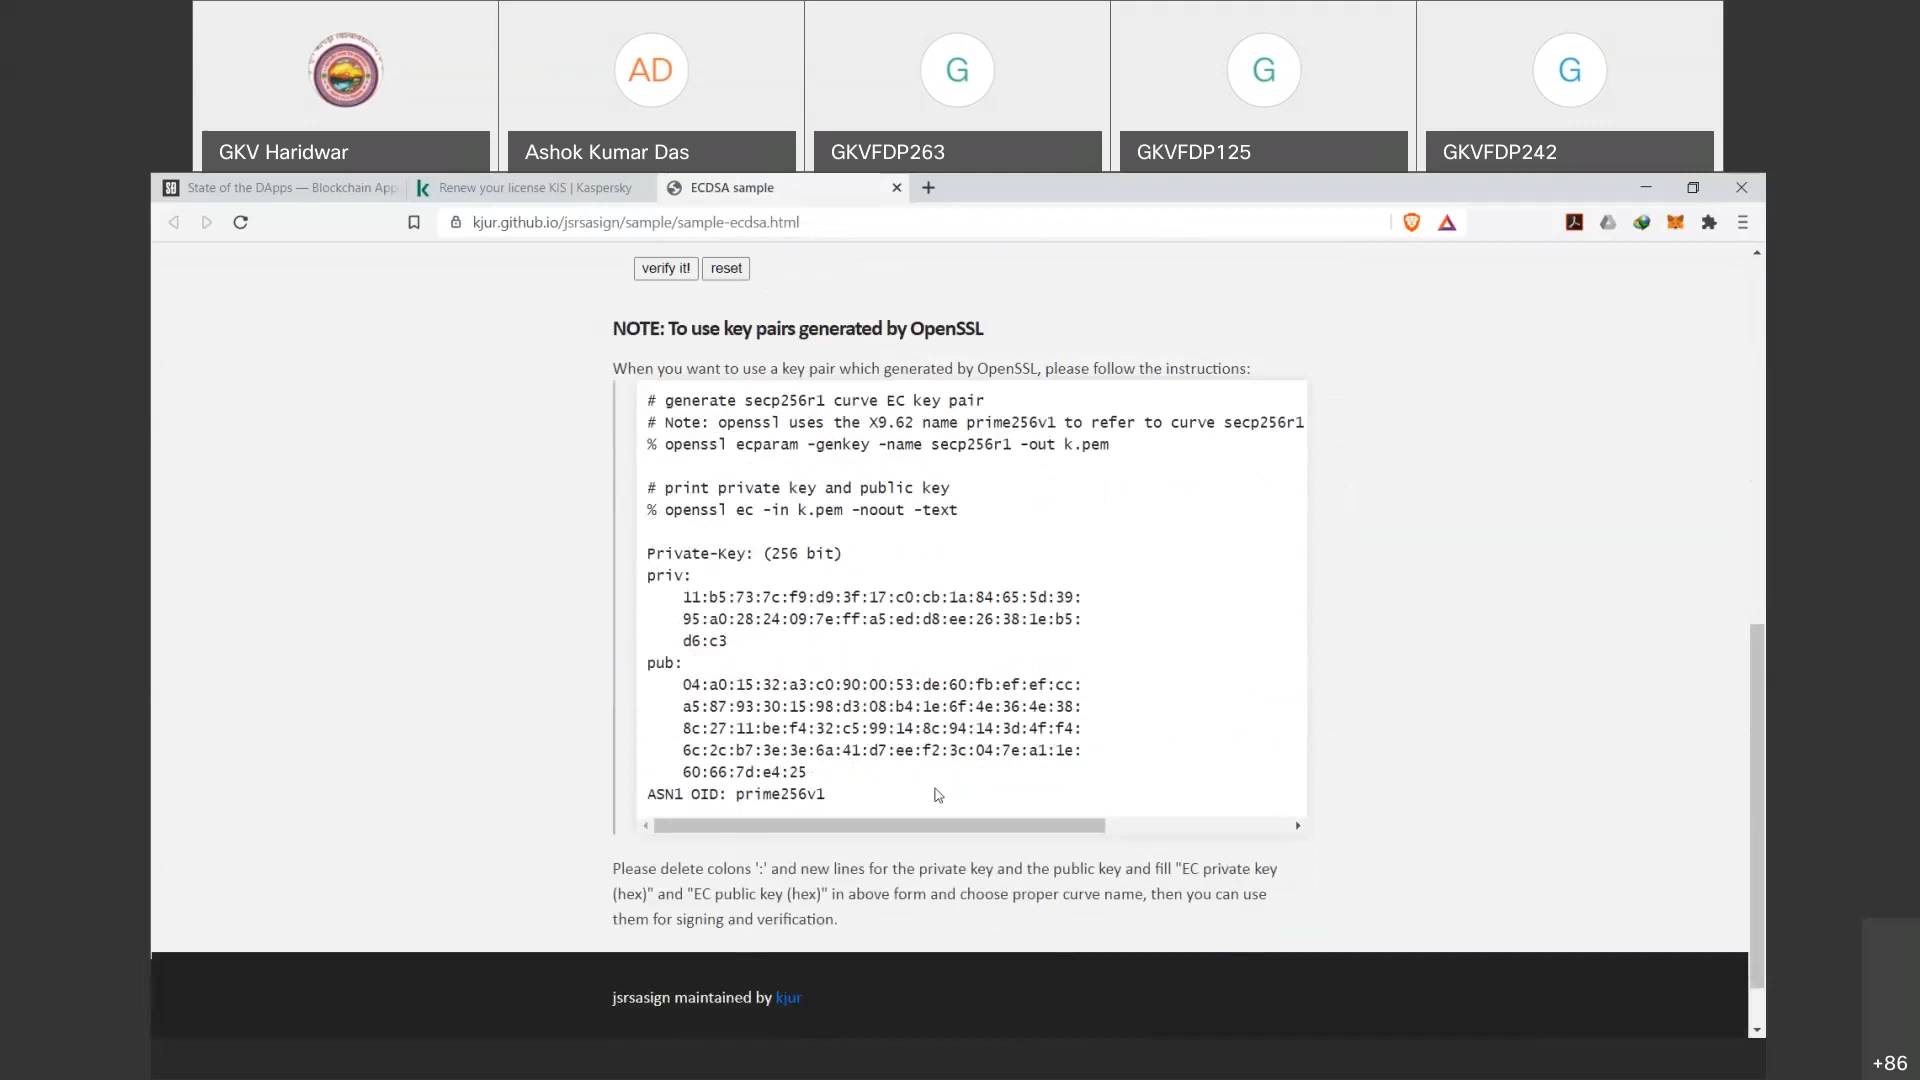 AD
G
G
G
GKV Haridwar
Ashok Kumar Das
GKVFDP263
GKVFDP125
GKVFDP242
State of the DApps — Blockchain App
Renew your license KIS | Kaspersky
ECDSA sample
kjur.github.io/jsrsasign/sample/sample-ecdsa.html
verify it! reset
NOTE: To use key pairs generated by OpenSSL
When you want to use a key pair which generated by OpenSSL, please follow the instructions:
# generate secp256r1 curve EC key pair
# Note: openssl uses the X9.62 name prime256v1 to refer to curve secp256r1
% openssl ecparam -genkey -name secp256r1 -out k.pem
# print private key and public key
% openssl ec -in k.pem -noout -text
Private-Key: (256 bit)
priv:
11:b5:73:7c:f9:d9:3f:17:c0:cb:1a:84:65:5d:39:
95:a0:28:24:09:7e:ff:a5:ed:d8:ee:26:38:1e:b5:
d6:c3
pub:
04:a0:15:32:a3:c0:90:00:53:de:60:fb:ef:ef:cc:
a5:87:93:30:15:98:d3:08:b4:1e:6f:4e:36:4e:38:
8c:27:11:be:f4:32:c5:99:14:8c:94:14:3d:4f:f4:
6c:2c:b7:3e:3e:6a:41:d7:ee:f2:3c:04:7e:a1:1e:
60:66:7d:e4:25
ASN1 OID: prime256v1
Please delete colons ':' and new lines for the private key and the public key and fill "EC private key
(hex)" and "EC public key (hex)" in above form and choose proper curve name, then you can use
them for signing and verification.
jsrsasign maintained by kjur
+86